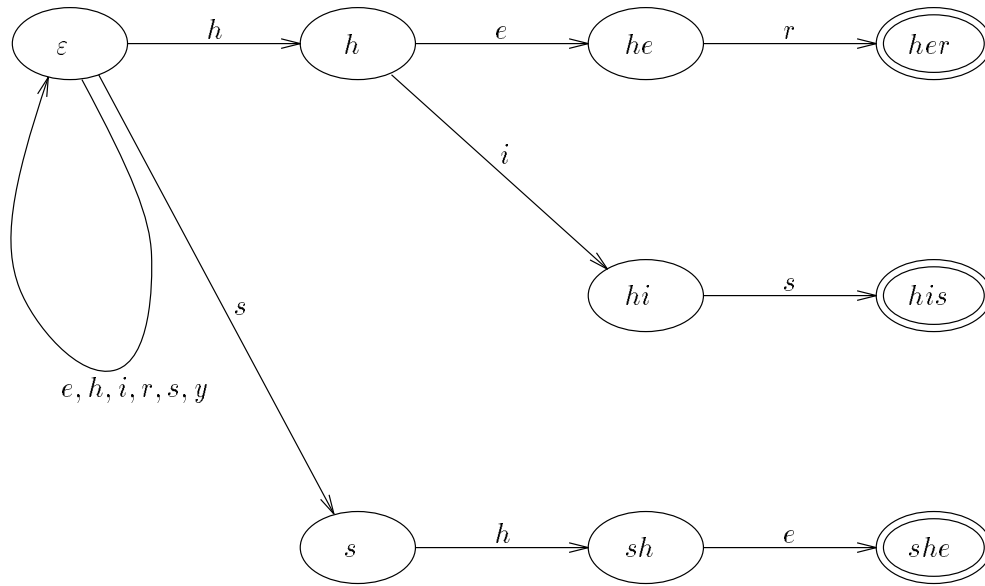 ε h h e he r her
i
hi s his
s
e, h, i, r, s, y
s h sh e she